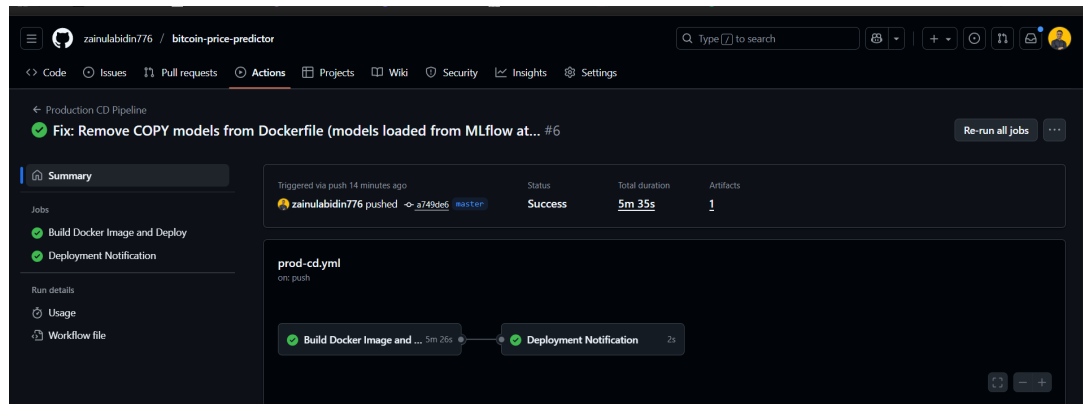 zainulabidin776 / bitcoin-price-predictor
Type / to search
Code Issues Pull requests Actions Projects Wiki Security Insights Settings
← Production CD Pipeline
Fix: Remove COPY models from Dockerfile (models loaded from MLflow at... #6
Re-run all jobs
Summary
Jobs
Build Docker Image and Deploy
Deployment Notification
Run details
Usage
Workflow file
Triggered via push 14 minutes ago
zainulabidin776 pushed a749de6 master
Status
Success
Total duration
5m 35s
Artifacts
1
prod-cd.yml
on: push
Build Docker Image and ... 5m 26s
Deployment Notification 2s